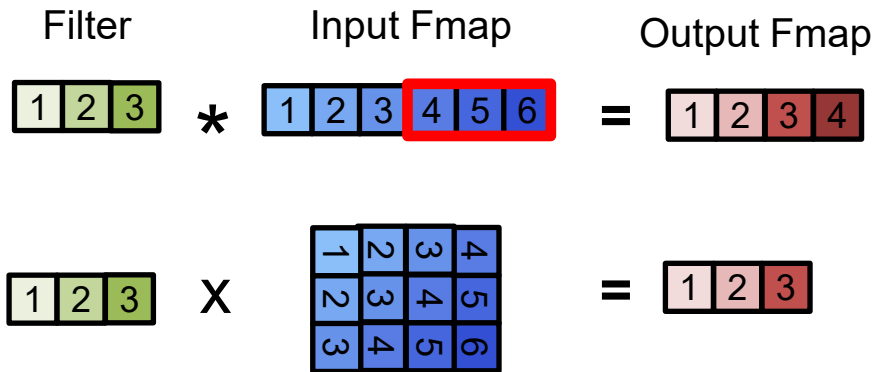 Filter Input Fmap Output Fmap
1 2 3 * 1 2 3 4 5 6 = 1 2 3 4
1 2 3 4
1 2 3 X 2 3 4 5 = 1 2 3
3 4 5 6